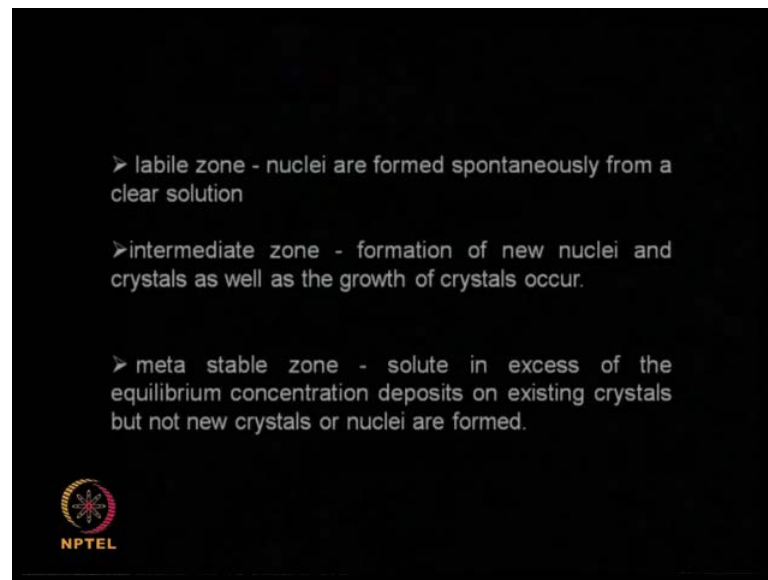 ➢ labile zone - nuclei are formed spontaneously from a
clear solution
➢intermediate zone - formation of new nuclei and
crystals as well as the growth of crystals occur.
➢ meta stable zone - solute in excess of the
equilibrium concentration deposits on existing crystals
but not new crystals or nuclei are formed.
NPTEL